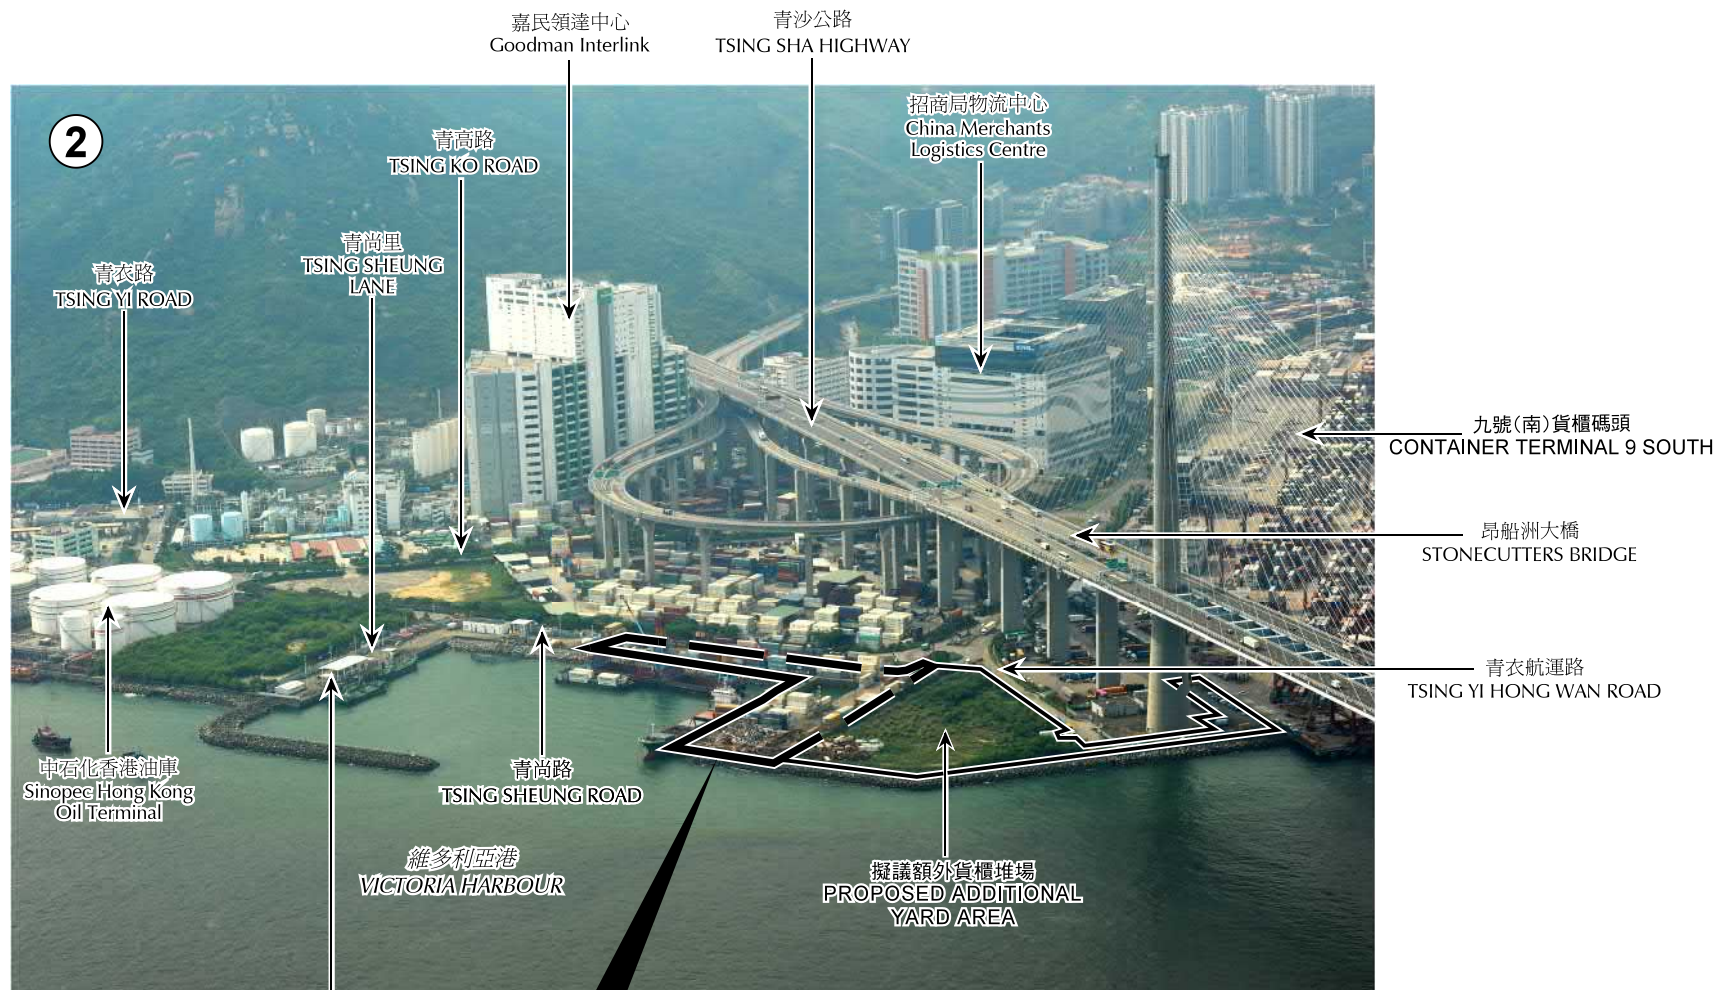 嘉民領達中心
Goodman Interlink
青沙公路
TSING SHA HIGHWAY
招商局物流中心
China Merchants
Logistics Centre
2
青高路
TSING KO ROAD
青尚里
TSING SHEUNG
LANE
青衣路
TSING YI ROAD
九號(南)貨櫃碼頭
CONTAINER TERMINAL 9 SOUTH
昂船洲大橋
STONECUTTERS BRIDGE
青衣航運路
TSING YI HONG WAN ROAD
中石化香港油庫
Sinopec Hong Kong
Oil Terminal
青尚路
TSING SHEUNG ROAD
維多利亞港
VICTORIA HARBOUR
擬議額外貨櫃堆場
PROPOSED ADDITIONAL
YARD AREA